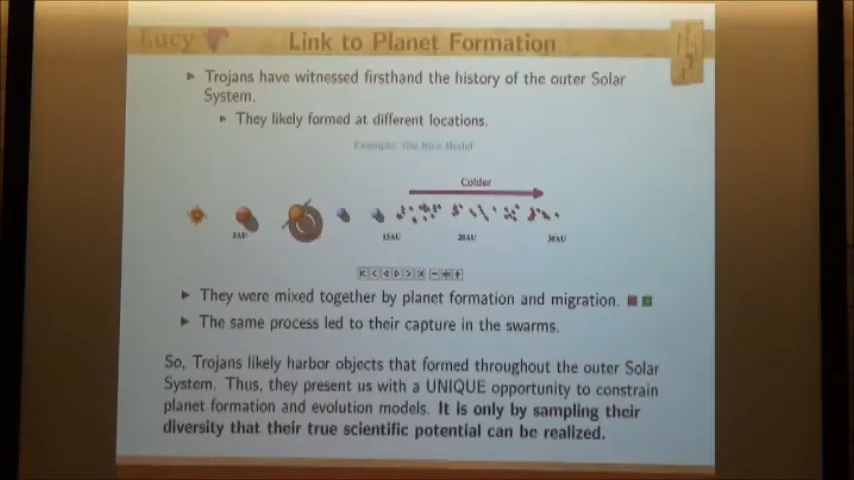 Lucy
Link to Planet Formation
Trojans have witnessed firsthand the history of the outer Solar
System.
They likely formed at different locations.
Example: the Nice Model
Colder
5AU 15AU 20AU 30AU
They were mixed together by planet formation and migration.
The same process led to their capture in the swarms.
So, Trojans likely harbor objects that formed throughout the outer Solar
System. Thus, they present us with a UNIQUE opportunity to constrain
planet formation and evolution models. It is only by sampling their
diversity that their true scientific potential can be realized.